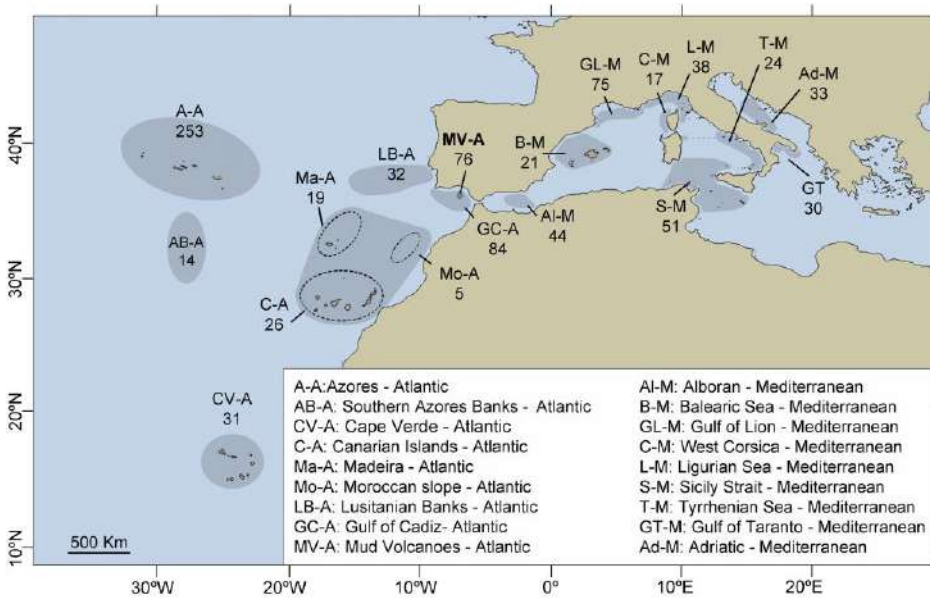 L-M
38
T-M
24
C-M
17
GL-M
75
Ad-M
33
A-A
253
40ºN
LB-A
32
MV-A
76
B-M
21
Ma-A
19
GT
30
S-M
51
Al-M
44
GC-A
84
AB-A
14
Mo-A
5
30ºN
C-A
26
20ºN
CV-A
31
10ºN
500 Km
A-A:Azores - Atlantic
AB-A: Southern Azores Banks - Atlantic
CV-A: Cape Verde - Atlantic
C-A: Canarian Islands - Atlantic
Ma-A: Madeira - Atlantic
Mo-A: Moroccan slope - Atlantic
LB-A: Lusitanian Banks - Atlantic
GC-A: Gulf of Cadiz- Atlantic
MV-A: Mud Volcanoes - Atlantic
Al-M: Alboran - Mediterranean
B-M: Balearic Sea - Mediterranean
GL-M: Gulf of Lion - Mediterranean
C-M: West Corsica - Mediterranean
L-M: Ligurian Sea - Mediterranean
S-M: Sicily Strait - Mediterranean
T-M: Tyrrhenian Sea - Mediterranean
GT-M: Gulf of Taranto - Mediterranean
Ad-M: Adriatic - Mediterranean
30ºW
20ºW
10ºW
0º
10ºE
20ºE